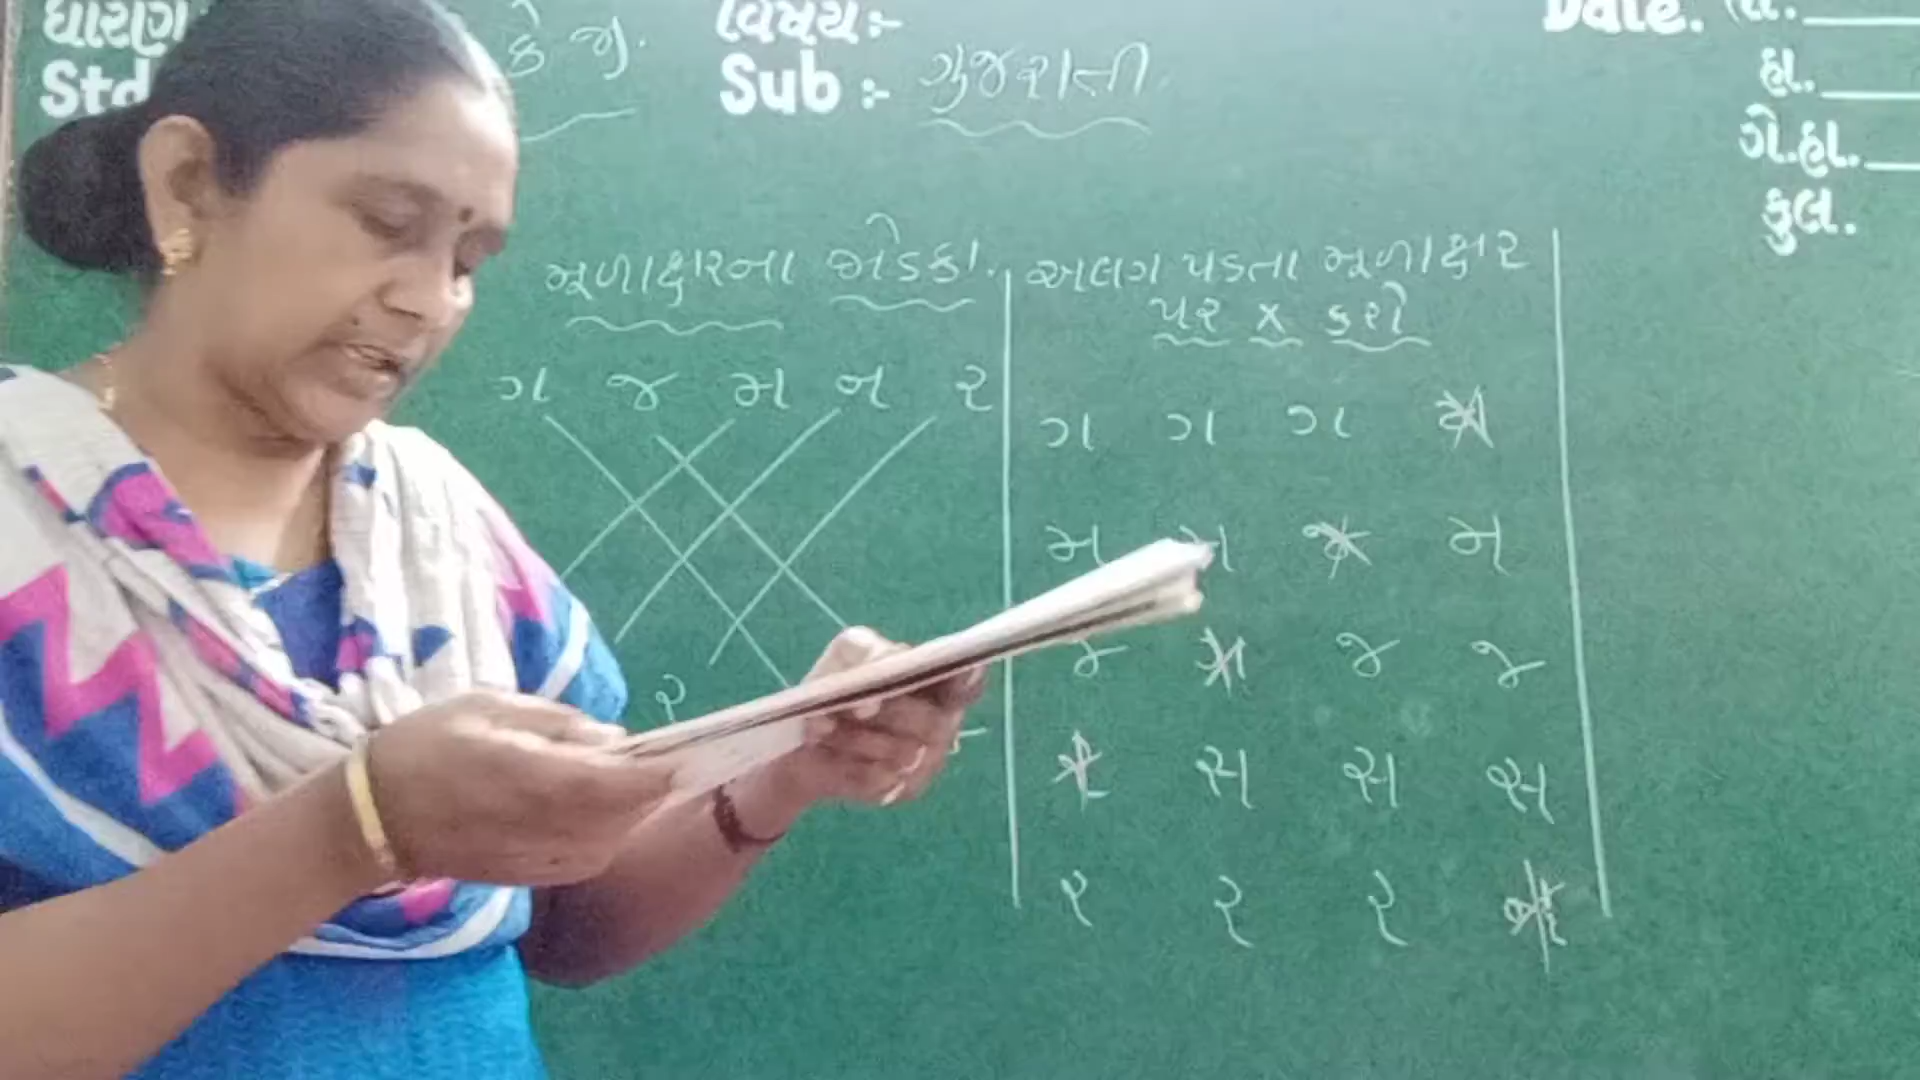 ધોરણ કે.જી.
Std
વિષય:-
Sub :- ગુજરાતી.
Date.
હા.
ગે.હા.
કુલ.
મૂળાક્ષરના જોડકા.
ગ જ મ ન ર
ર
અલગ પડતા મૂળાક્ષર
પર x કરો
ગ ગ ગ
મ મ
જ જ જ
સ સ સ
ર ર ર